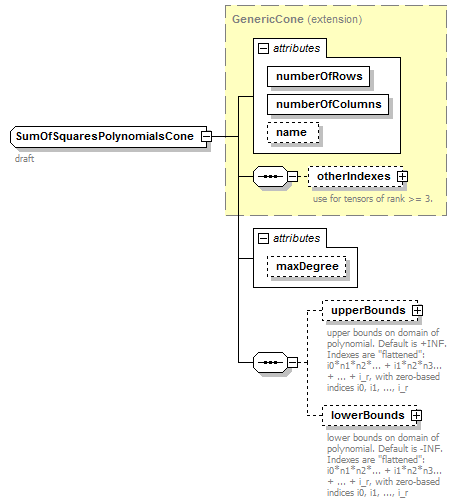 GenericCone (extension)
attributes
numberOfRows
numberOfColumns
name
SumOfSquaresPolynomialsCone
draft
otherIndexes
use for tensors of rank >= 3.
attributes
maxDegree
upperBounds
upper bounds on domain of
polynomial. Default is +INF.
Indexes are "flattened":
i0*n1*n2*... + i1*n2*n3...
+ ... + i_r, with zero-based
indices i0, i1, ..., i_r
lowerBounds
lower bounds on domain of
polynomial. Default is -INF.
Indexes are "flattened":
i0*n1*n2*... + i1*n2*n3...
+ ... + i_r, with zero-based
indices i0, i1, ..., i_r